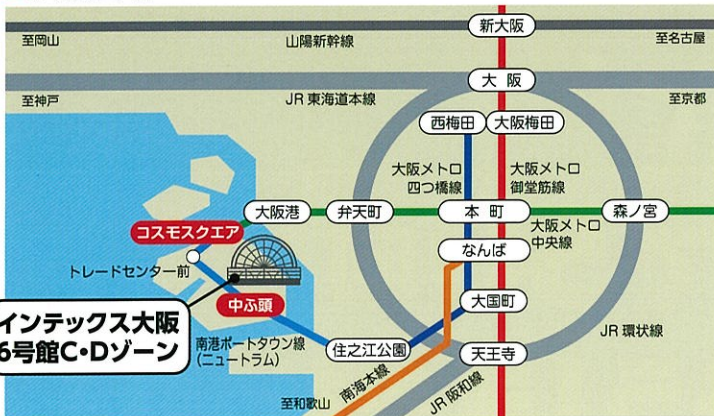 新大阪
至岡山
山陽新幹線
至名古屋
大阪
至神戸
JR 東海道本線
至京都
西梅田
大阪梅田
大阪メトロ
四つ橋線
大阪メトロ
御堂筋線
大阪港
弁天町
本町
森ノ宮
コスモスクエア
大阪メトロ
中央線
なんば
トレードセンター前
中ふ頭
大国町
インテックス大阪
6号館C・Dゾーン
南港ポートタウン線
(ニュートラム)
住之江公園
天王寺
JR 環状線
南海本線
JR 阪和線
至和歌山